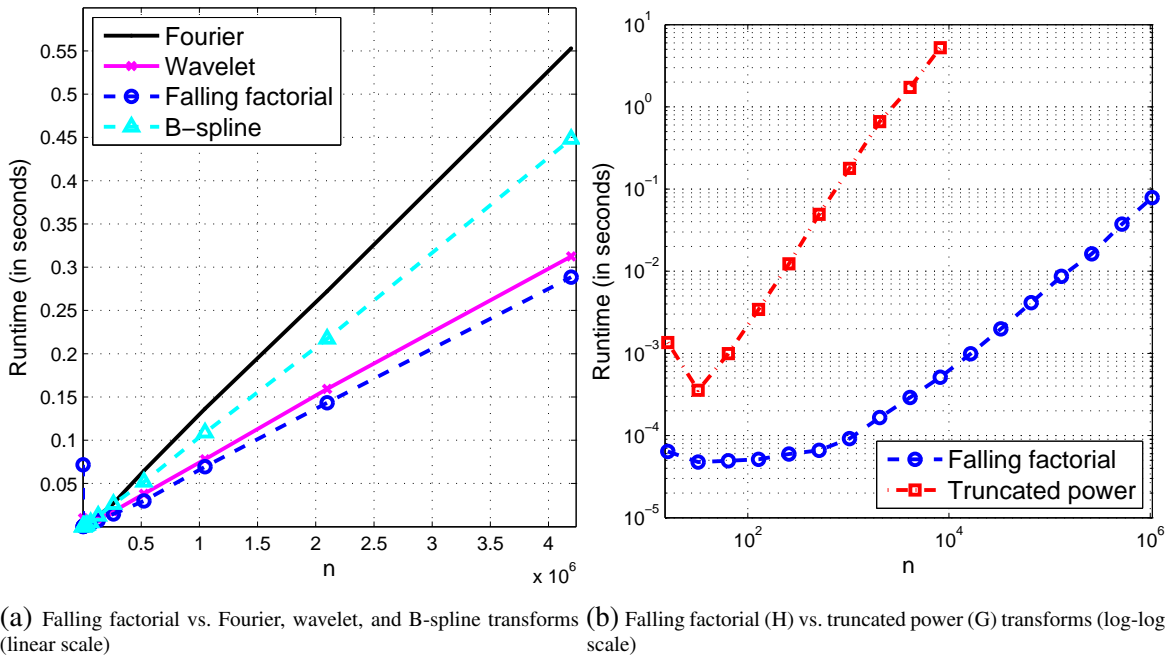 0.55
0.5
0.45
0.4
0.35
0.3
0.25
0.2
0.15
0.1
0.05
Runtime (in seconds)
Fourier
Wavelet
Falling factorial
B−spline
0.5 1 1.5 2 2.5 3 3.5 4
x 10^6
n
10^1
10^0
10^−1
10^−2
10^−3
10^−4
10^−5
Runtime (in seconds)
Falling factorial
Truncated power
10^2 10^4 10^6
n
(a) Falling factorial vs. Fourier, wavelet, and B-spline transforms
(linear scale)
(b) Falling factorial (H) vs. truncated power (G) transforms (log-log
scale)